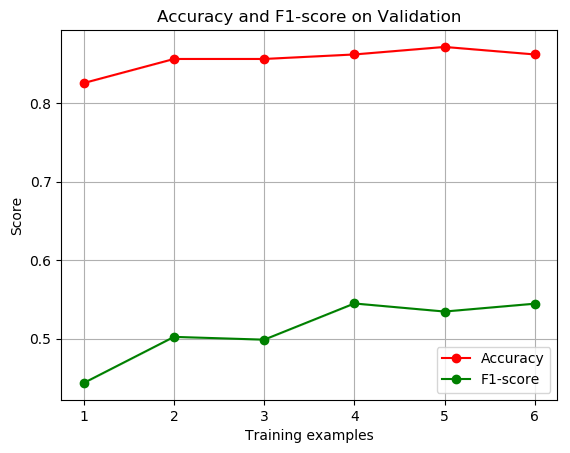 Accuracy and F1-score on Validation
Score
0.8
0.7
0.6
0.5
Accuracy
F1-score
1 2 3 4 5 6
Training examples